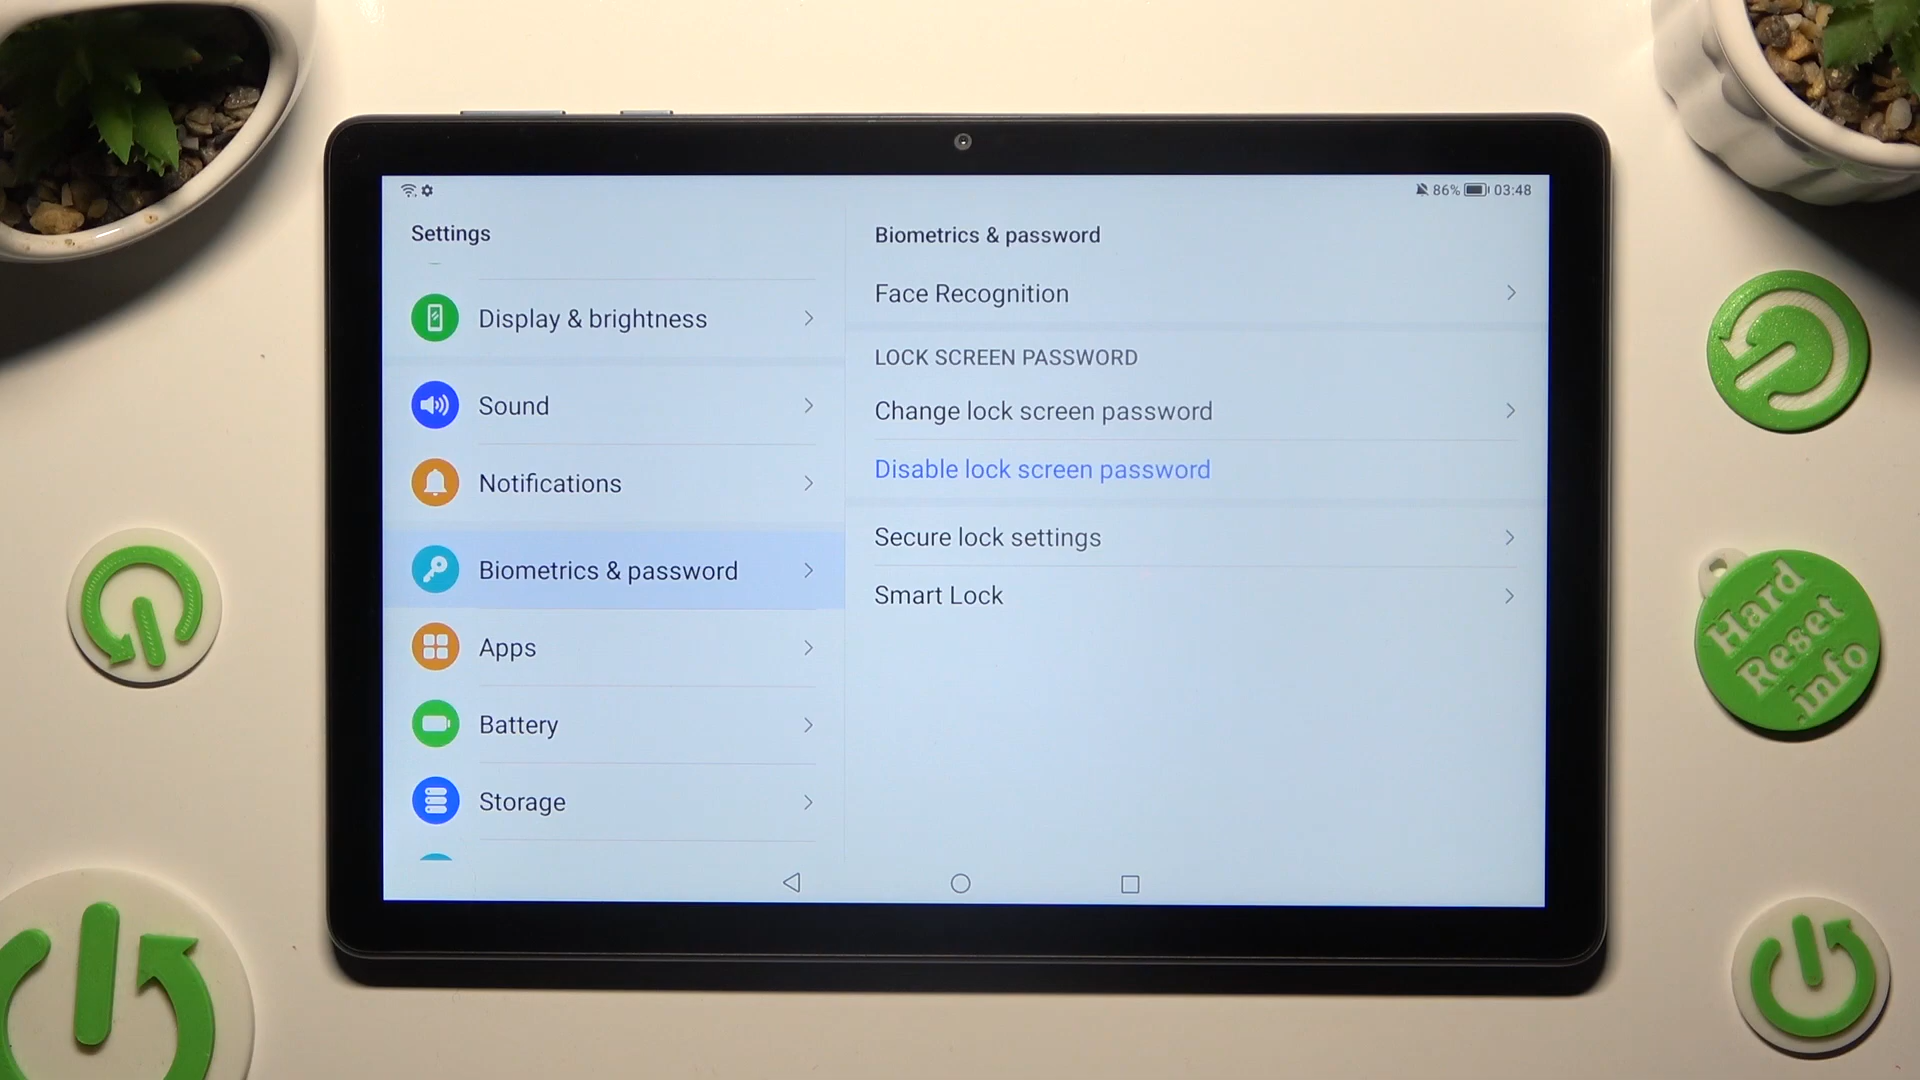 86% 03:48
Settings
Display & brightness
Sound
Notifications
Biometrics & password
Apps
Battery
Storage
Biometrics & password
Face Recognition
LOCK SCREEN PASSWORD
Change lock screen password
Disable lock screen password
Secure lock settings
Smart Lock
Hard
Reset
.info